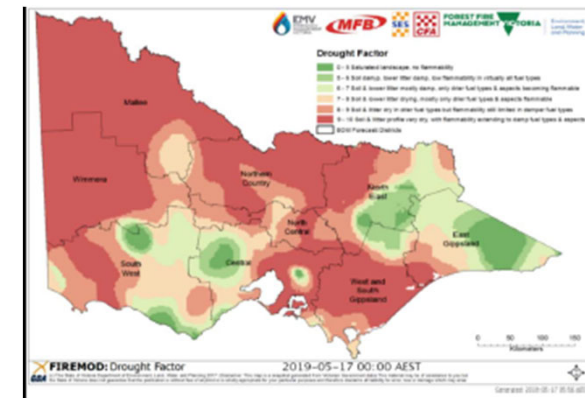 EMV
MFB
SES
CFA
FOREST FIRE
MANAGEMENT
VICTORIA
Environment,
Land, Water
and Planning
Drought Factor
0 - 5 Saturated landscape, no flammability
5 - 6 Soil damp, lower litter damp, low flammability in virtually all fuel types
6 - 7 Soil & lower litter mostly damp, only drier fuel types & aspects becoming flammable
7 - 8 Soil & lower litter drying, mostly only drier fuel types & aspects flammable
8 - 9 Soil & litter dry in drier fuel types but flammability still limited in damper fuel types
9 - 10 Soil & litter profile very dry, with flammability extending to damp fuel types & aspects
BOM Forecast Districts
Mallee
Wimmera
Northern
Country
North
East
North
Central
East
Gippsland
South
West
Central
West and
South
Gippsland
0 50 100 150
Kilometers
FIREMOD: Drought Factor 2019-05-17 00:00 AEST